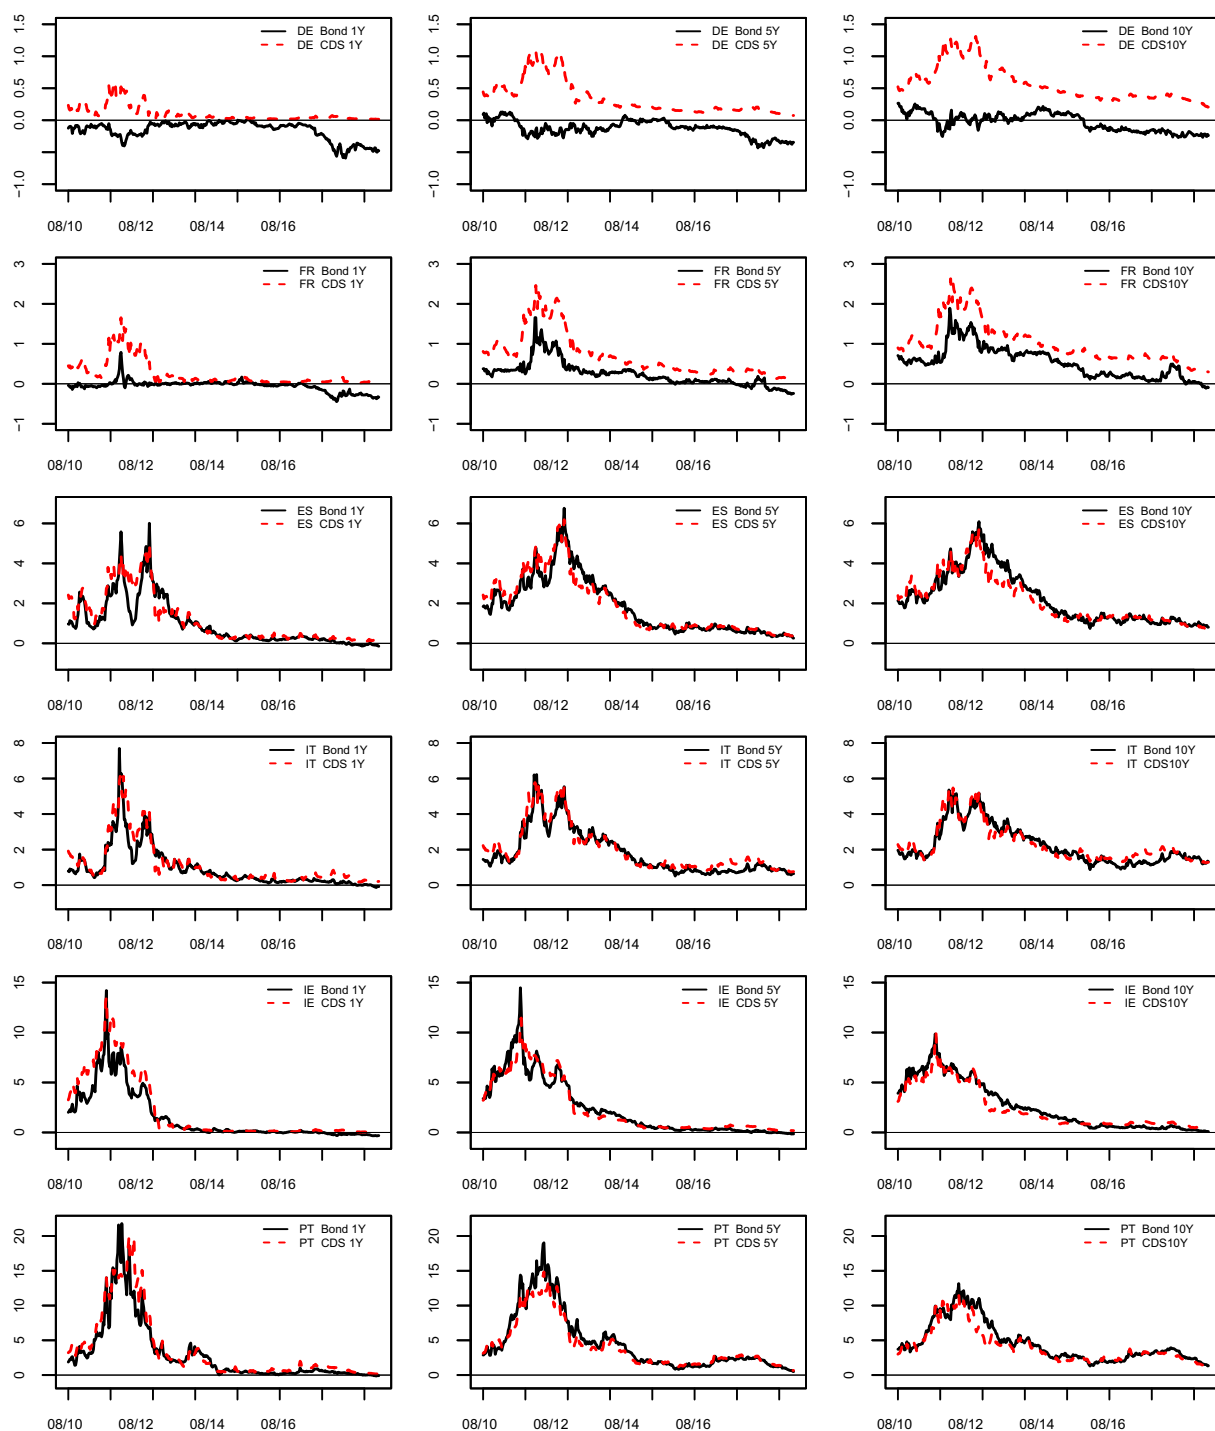 DE Bond 1Y
DE CDS 1Y
1.5
1.0
0.5
0.0
−1.0
08/10 08/12 08/14 08/16
DE Bond 5Y
DE CDS 5Y
1.5
1.0
0.5
0.0
−1.0
08/10 08/12 08/14 08/16
DE Bond 10Y
DE CDS10Y
1.5
1.0
0.5
0.0
−1.0
08/10 08/12 08/14 08/16
FR Bond 1Y
FR CDS 1Y
3
2
1
0
−1
08/10 08/12 08/14 08/16
FR Bond 5Y
FR CDS 5Y
3
2
1
0
−1
08/10 08/12 08/14 08/16
FR Bond 10Y
FR CDS10Y
3
2
1
0
−1
08/10 08/12 08/14 08/16
ES Bond 1Y
ES CDS 1Y
6
4
2
0
08/10 08/12 08/14 08/16
ES Bond 5Y
ES CDS 5Y
6
4
2
0
08/10 08/12 08/14 08/16
ES Bond 10Y
ES CDS10Y
6
4
2
0
08/10 08/12 08/14 08/16
IT Bond 1Y
IT CDS 1Y
8
6
4
2
0
08/10 08/12 08/14 08/16
IT Bond 5Y
IT CDS 5Y
8
6
4
2
0
08/10 08/12 08/14 08/16
IT Bond 10Y
IT CDS10Y
8
6
4
2
0
08/10 08/12 08/14 08/16
IE Bond 1Y
IE CDS 1Y
15
10
5
0
08/10 08/12 08/14 08/16
IE Bond 5Y
IE CDS 5Y
15
10
5
0
08/10 08/12 08/14 08/16
IE Bond 10Y
IE CDS10Y
15
10
5
0
08/10 08/12 08/14 08/16
PT Bond 1Y
PT CDS 1Y
20
15
10
5
0
08/10 08/12 08/14 08/16
PT Bond 5Y
PT CDS 5Y
20
15
10
5
0
08/10 08/12 08/14 08/16
PT Bond 10Y
PT CDS10Y
20
15
10
5
0
08/10 08/12 08/14 08/16